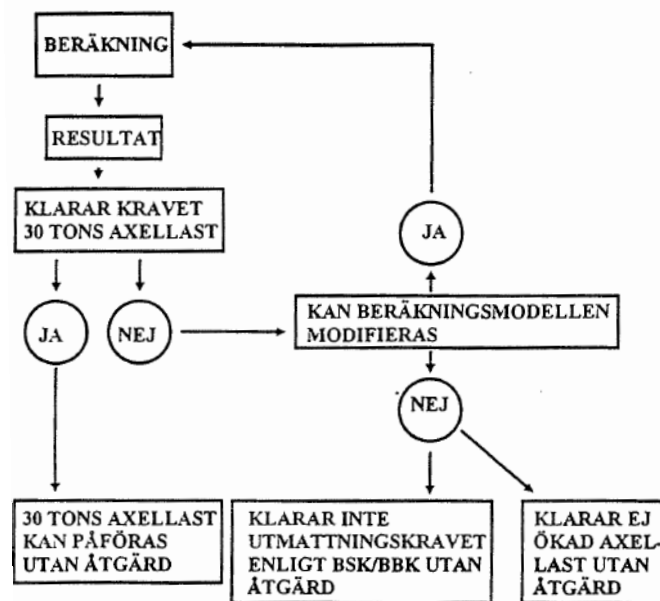 BERÄKNING
RESULTAT
KLARAR KRAVET
30 TONS AXELLAST
JA
JA
NEJ
KAN BERÄKNINGSMODELLEN
MODIFIERAS
NEJ
30 TONS AXELLAST
KAN PÅFÖRAS
UTAN ÅTGÄRD
KLARAR INTE
UTMATTNINGSKRAVET
ENLIGT BSK/BBK UTAN
ÅTGÄRD
KLARAR EJ
ÖKAD AXEL-
LAST UTAN
ÅTGÄRD